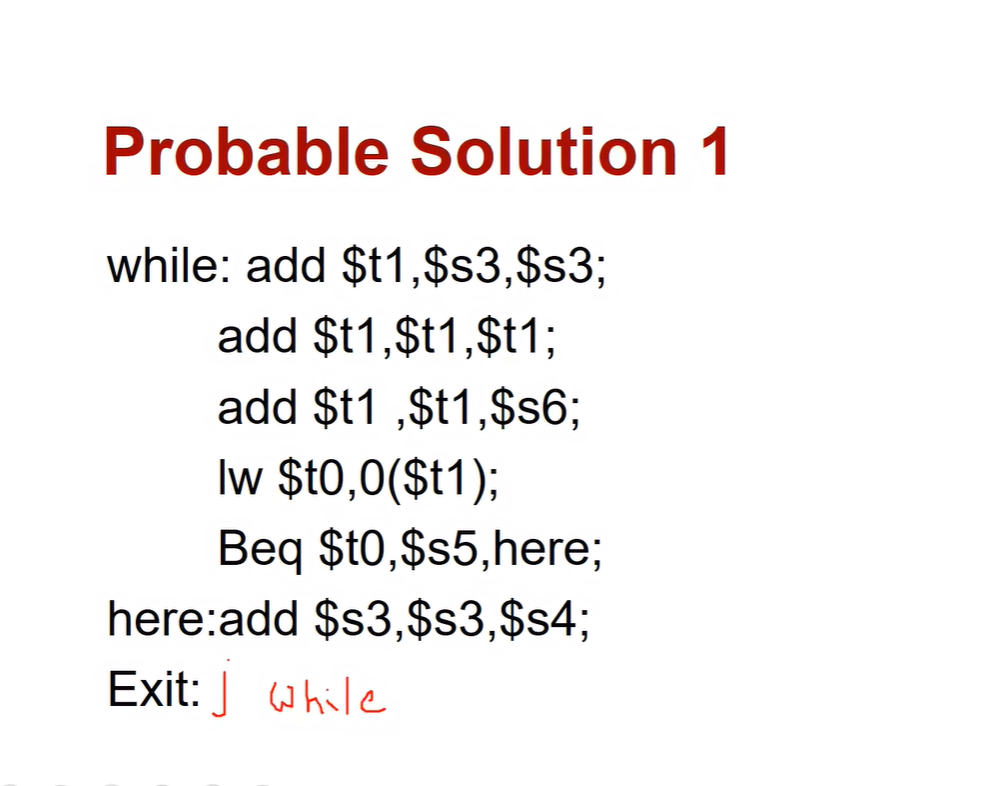 Probable Solution 1
while: add $t1,$s3,$s3;
add $t1,$t1,$t1;
add $t1 ,$t1,$s6;
lw $t0,0($t1);
Beq $t0,$s5,here;
here:add $s3,$s3,$s4;
Exit: j while